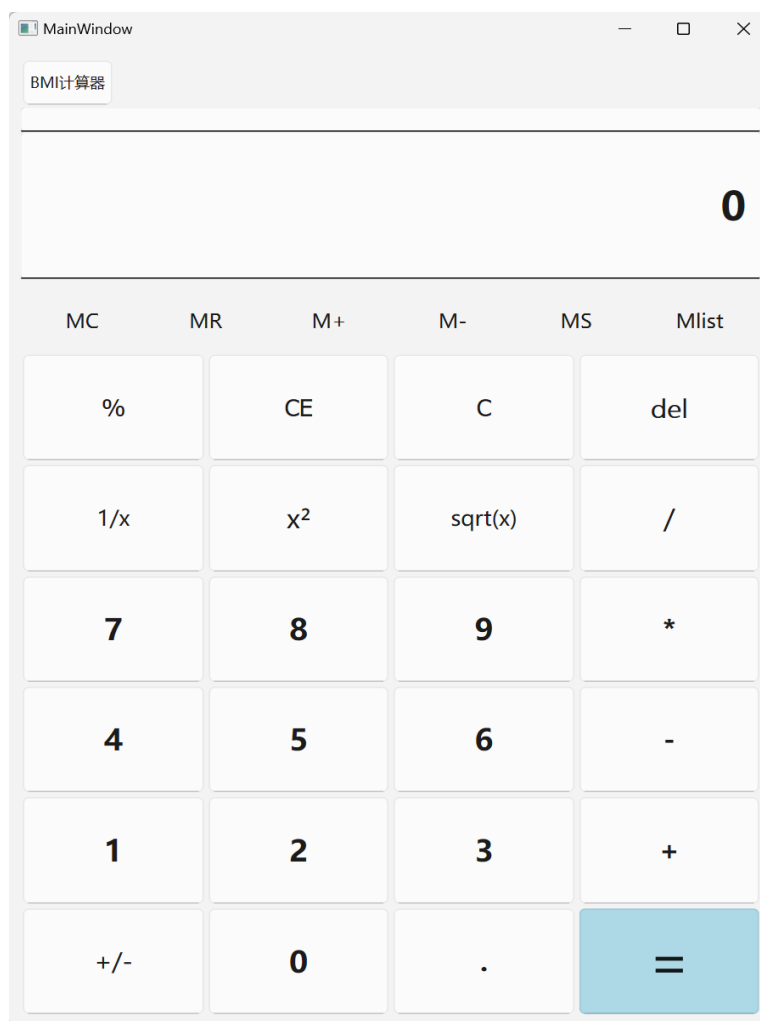 MainWindow
BMI计算器
0
MC MR M+ M- MS Mlist
% CE C del
1/x x² sqrt(x) /
7 8 9 *
4 5 6 -
1 2 3 +
+/- 0 . =